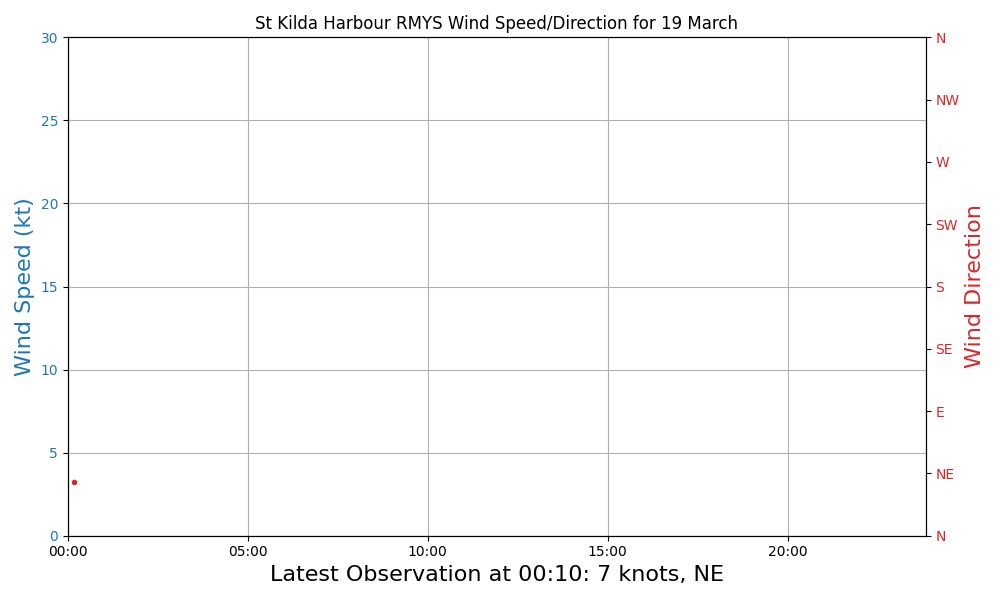 St Kilda Harbour RMYS Wind Speed/Direction for 19 March
30
25
20
15
10
5
0
Wind Speed (kt)
N
NW
W
SW
S
SE
E
NE
N
Wind Direction
00:00
05:00
10:00
15:00
20:00
Latest Observation at 00:10: 7 knots, NE